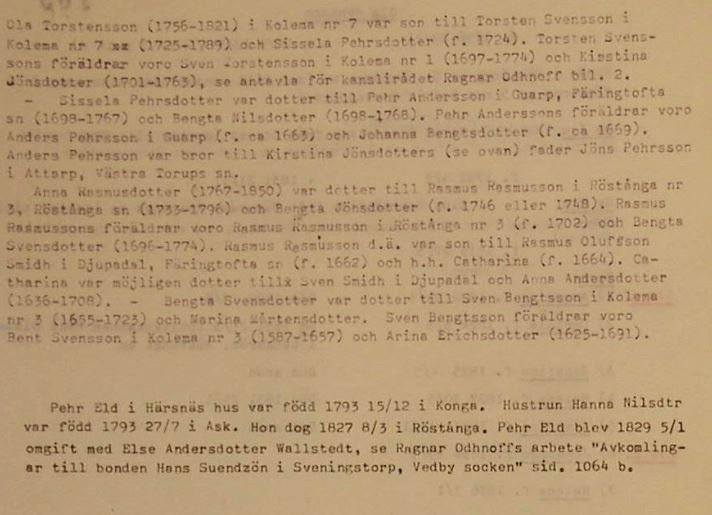 Ola Torstensson (1756-1821) i Kolema nr 7 var son till Torsten Svensson i
Kolema nr 7 xx (1725-1789) och Sissela Pehrsdotter (f. 1724). Torsten Svens-
sons föräldrar voro Sven Torstensson i Kolema nr 1 (1697-1774) och Kisstina
Jönsdotter (1701-1763), se antavla för kanslirådet Ragnar Odhnoff bil. 2.
- Sissela Pehrsdotter var dotter till Pehr Andersson i Guarp, Färingtofta
sn (1698-1767) och Bengta Nilsdotter (1698-1768). Pehr Anderssons föräldrar voro
Anders Pehrsson i Guarp (f. ca 1663) och Johanna Bengtsdotter (f. ca 1669).
Anders Pehrsson var bror till Kirstina Jönsdotters (se ovan) fader Jöns Pehrsson
i Attarp, Västra Torups sn.
Anna Rasmusdotter (1767-1850) var dotter till Rasmus Rasmusson i Röstånga nr
3, Röstånga sn (1733-1796) och Bengta Jönsdotter (f. 1746 eller 1748). Rasmus
Rasmussons föräldrar voro Rasmus Rasmusson i Röstånga nr 3 (f. 1702) och Bengta
Svensdotter (1696-1774). Rasmus Rasmusson d.ä. var son till Rasmus Oluffson
Smidh i Djupadal, Färingtofta sn (f. 1662) och h.h. Catharina (f. 1664). Ca-
tharina var möjligen dotter tillx Sven Smidh i Djupadal och Anna Andersdotter
(1636-1708). - Bengta Svensdotter var dotter till Sven Bengtsson i Kolema
nr 3 (1655-1723) och Marina Mårtensdotter. Sven Bengtsson föräldrar voro
Bent Svensson i Kolema nr 3 (1587-1657) och Arina Erichsdotter (1625-1691).
Pehr Eld i Härsnäs hus var född 1793 15/12 i Konga. Hustrun Hanna Nilsdtr
var född 1793 27/7 i Ask. Hon dog 1827 8/3 i Röstånga. Pehr Eld blev 1829 5/1
omgift med Else Andersdotter Wallstedt, se Ragnar Odhnoffs arbete "Avkomling-
ar till bonden Hans Suendzön i Sveningstorp, Vedby socken" sid. 1064 b.